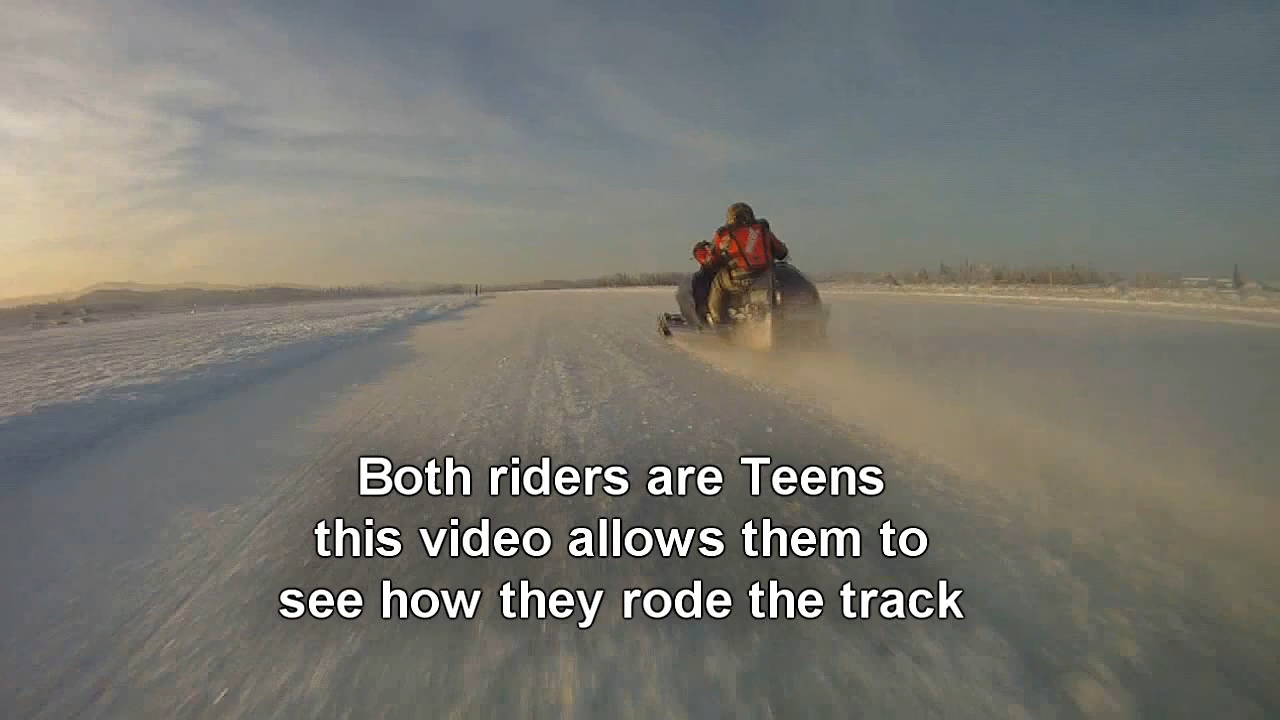 Both riders are Teens
this video allows them to
see how they rode the track